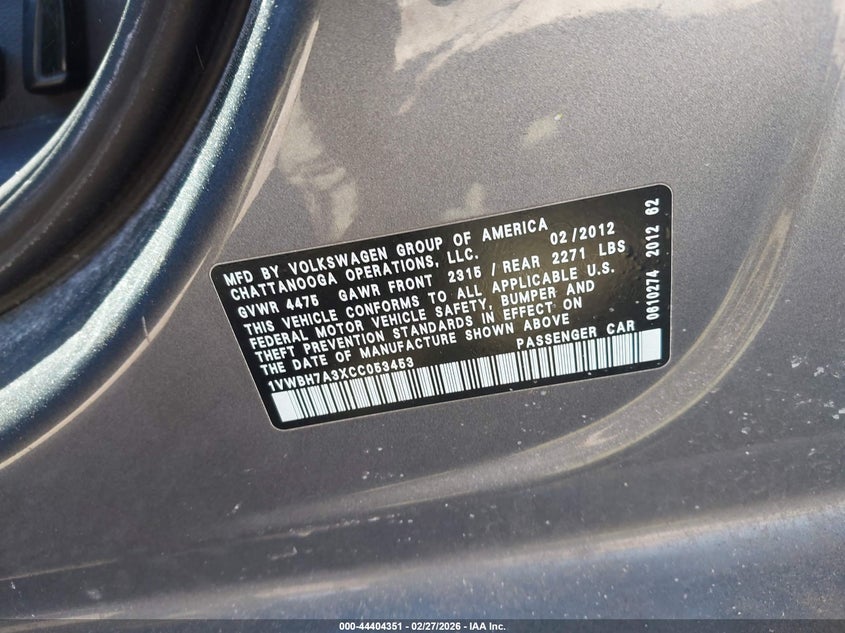 MFD BY VOLKSWAGEN GROUP OF AMERICA
CHATTANOOGA OPERATIONS, LLC. 02/2012
GVWR 4475 GAWR FRONT 2315 / REAR 2271 LBS
THIS VEHICLE CONFORMS TO ALL APPLICABLE U.S.
FEDERAL MOTOR VEHICLE SAFETY, BUMPER AND
THEFT PREVENTION STANDARDS IN EFFECT ON
THE DATE OF MANUFACTURE SHOWN ABOVE
1VWBH7A3XCC053453 PASSENGER CAR
0610274 2012 62
000-44404351 | 02/27/2026 - IAA Inc.